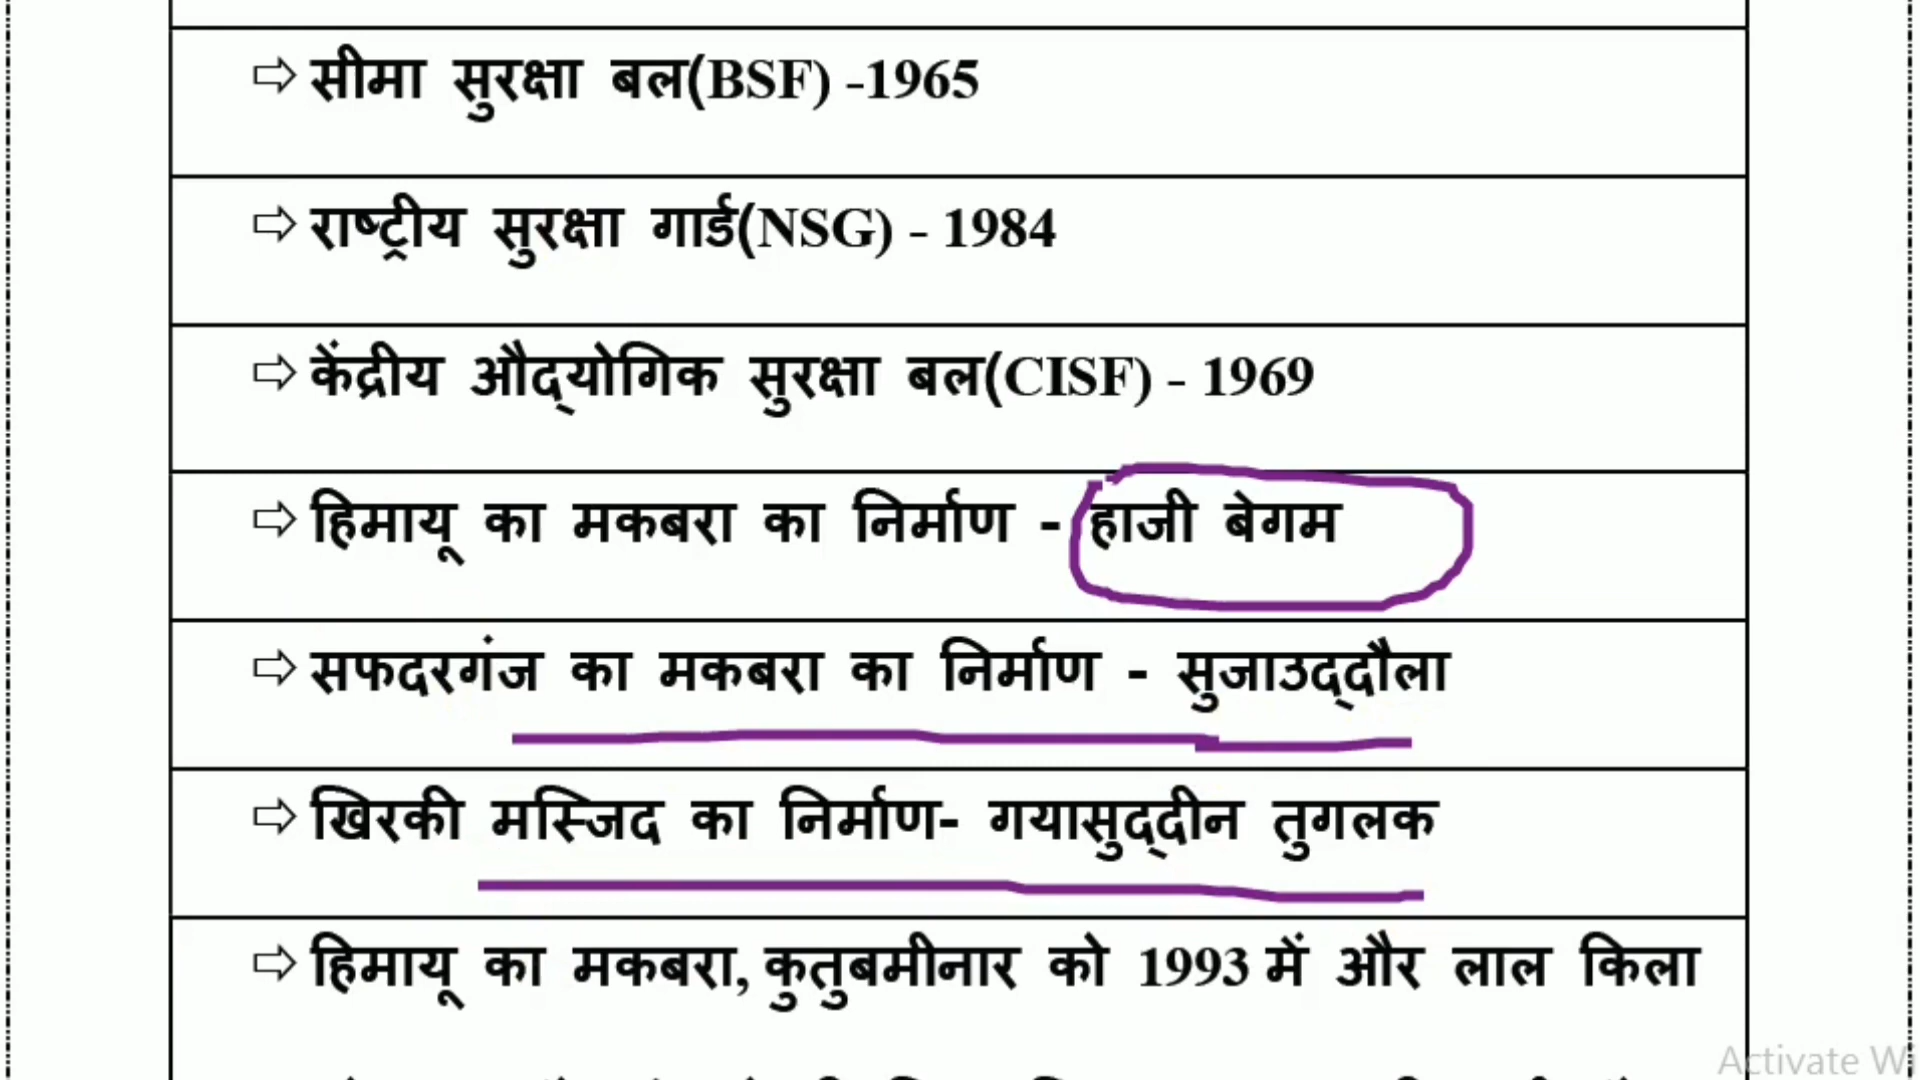 ⇨ सीमा सुरक्षा बल(BSF) -1965
⇨ राष्ट्रीय सुरक्षा गार्ड(NSG) - 1984
⇨ केंद्रीय औद्योगिक सुरक्षा बल(CISF) - 1969
⇨ हिमायू का मकबरा का निर्माण - हाजी बेगम
⇨ सफदरगंज का मकबरा का निर्माण - सुजाउद्दौला
⇨ खिरकी मस्जिद का निर्माण- गयासुद्दीन तुगलक
⇨ हिमायू का मकबरा, कुतुबमीनार को 1993 में और लाल किला
Activate W